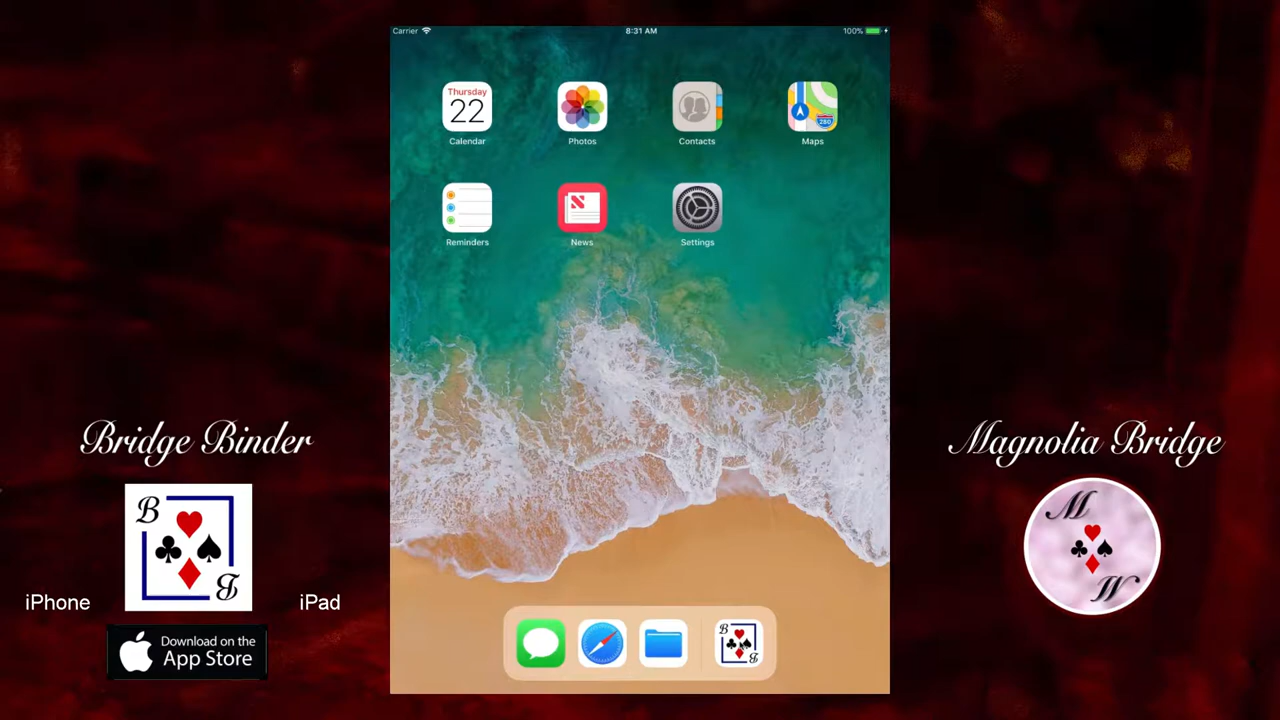 Carrier
8:31 AM
100%
Thursday
22
Calendar
Photos
Contacts
280
Maps
Reminders
News
Settings
Bridge Binder
B
B
iPhone
iPad
Download on the
App Store
B
B
Magnolia Bridge
M
W